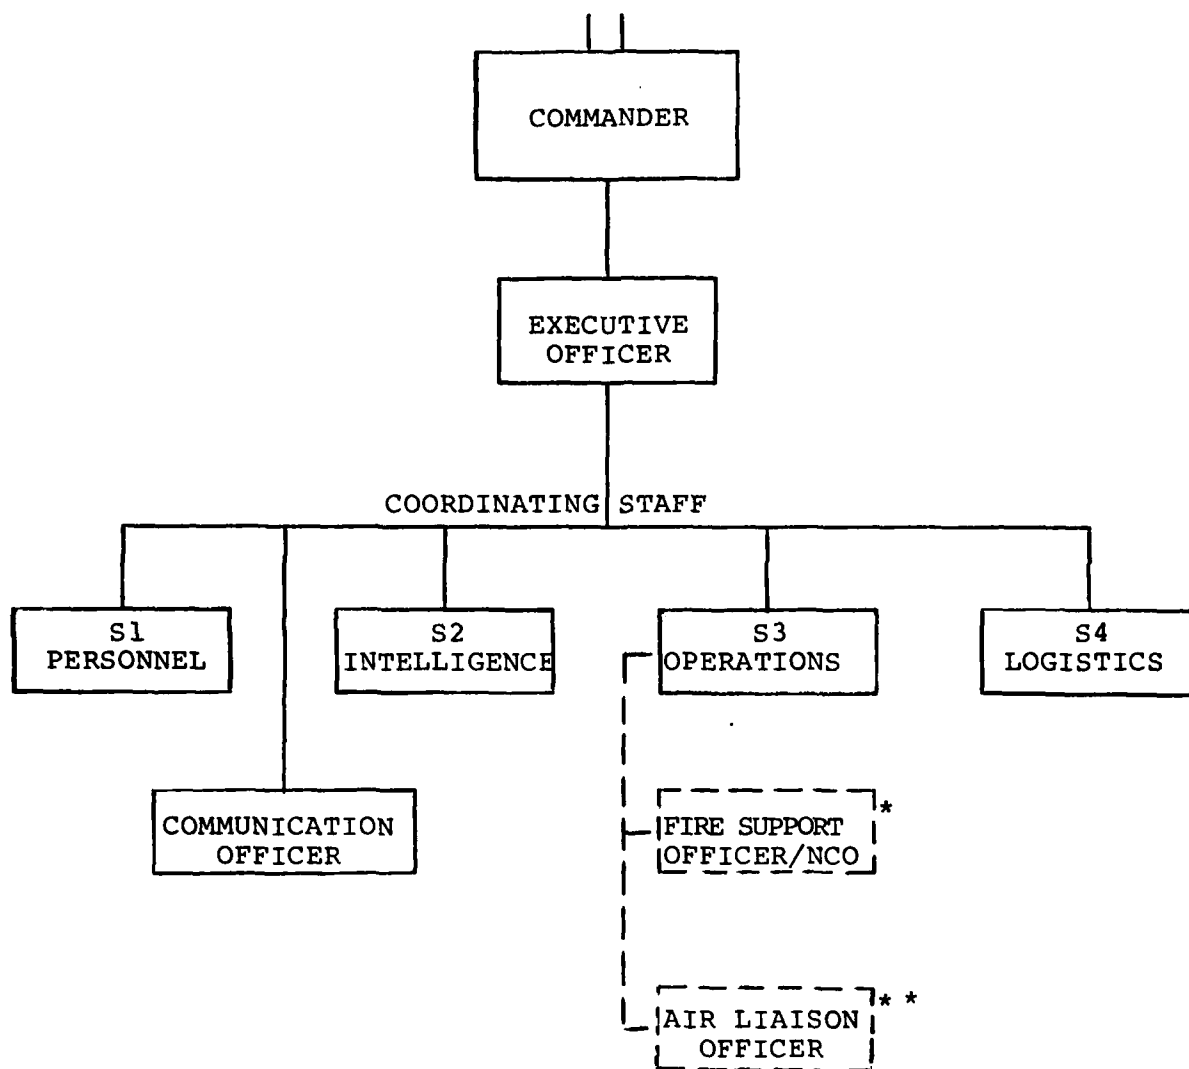 COMMANDER
EXECUTIVE
OFFICER
COORDINATING STAFF
S1
PERSONNEL
S2
INTELLIGENCE
S3
OPERATIONS
S4
LOGISTICS
COMMUNICATION
OFFICER
FIRE SUPPORT *
OFFICER/NCO
AIR LIAISON * *
OFFICER